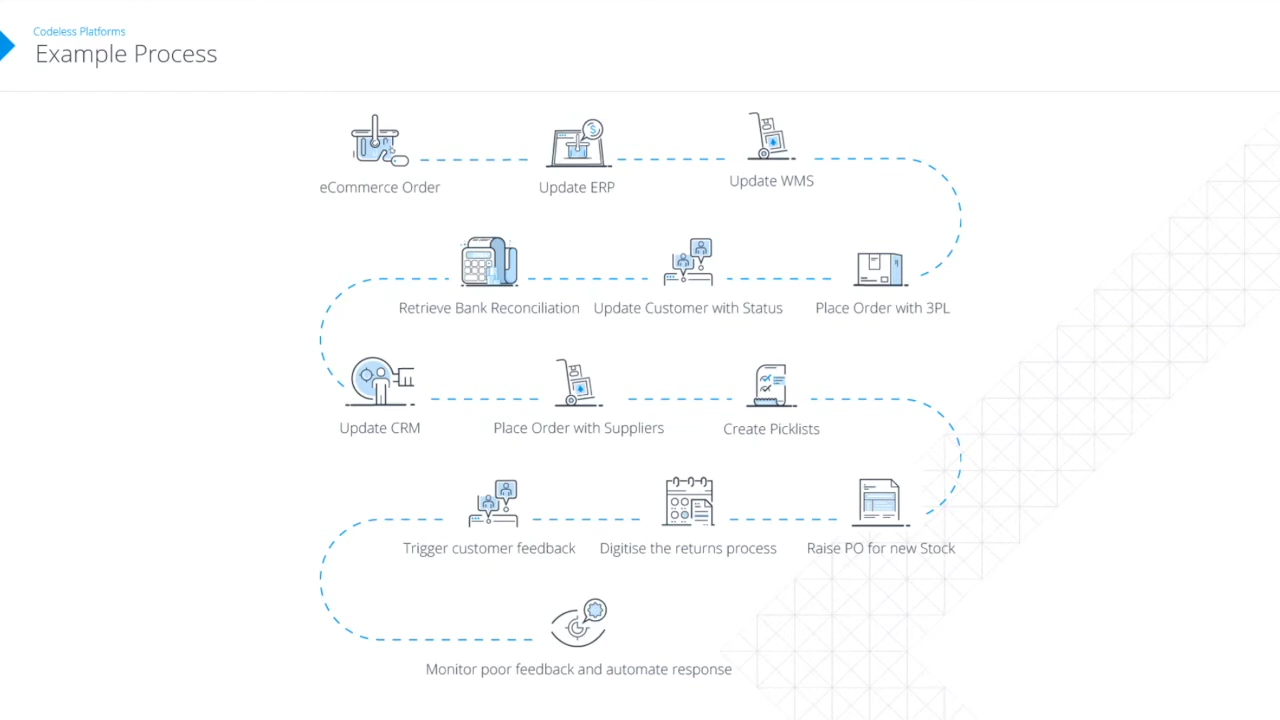 Codeless Platforms
Example Process
eCommerce Order
Update ERP
Update WMS
Retrieve Bank Reconciliation
Update Customer with Status
Place Order with 3PL
Update CRM
Place Order with Suppliers
Create Picklists
Trigger customer feedback
Digitise the returns process
Raise PO for new Stock
Monitor poor feedback and automate response